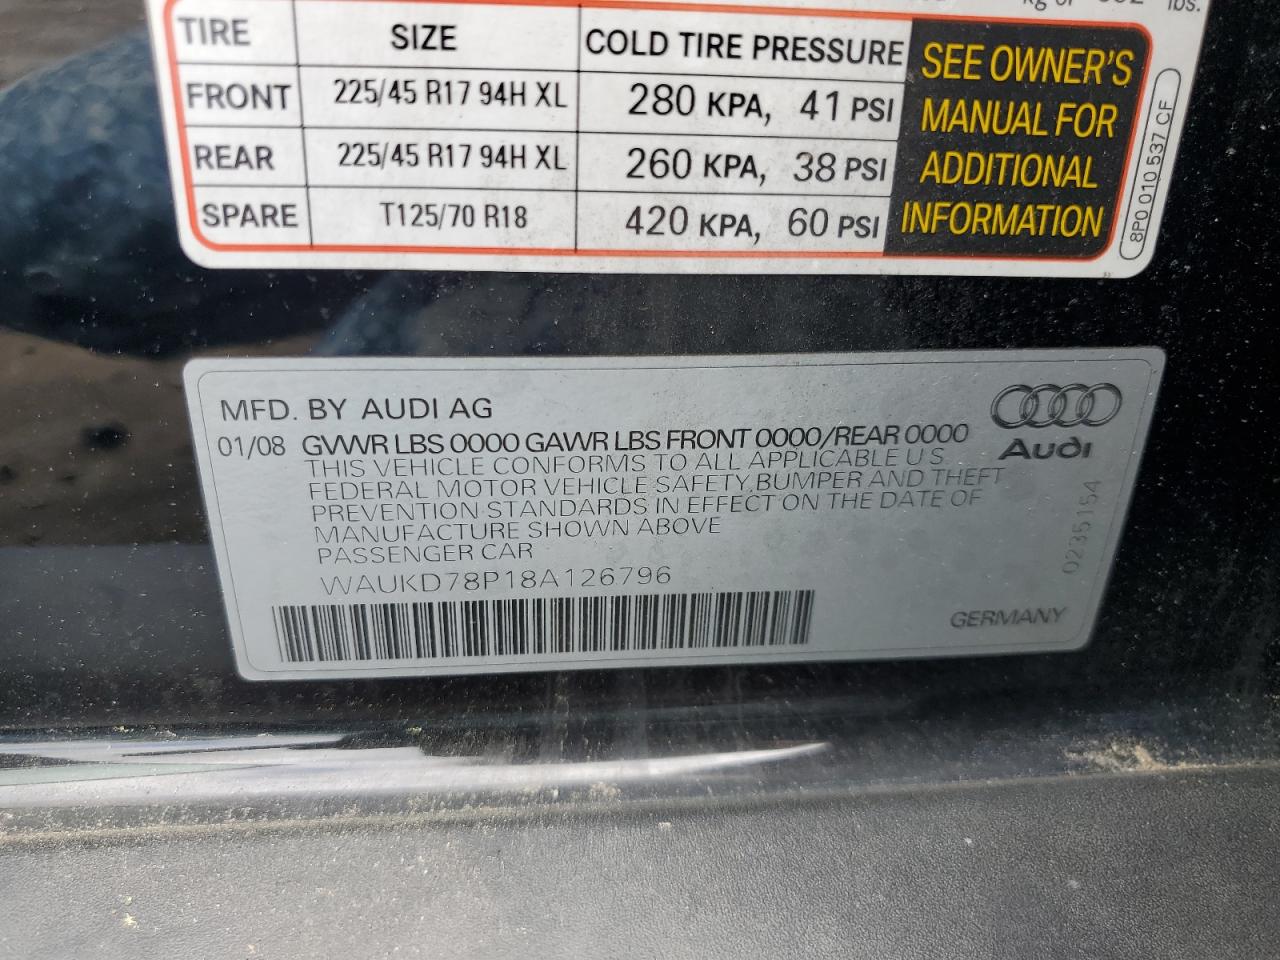 kg or lbs.
TIRE SIZE COLD TIRE PRESSURE
FRONT 225/45 R17 94H XL 280 KPA, 41 PSI
REAR 225/45 R17 94H XL 260 KPA, 38 PSI
SPARE T125/70 R18 420 KPA, 60 PSI
SEE OWNER'S
MANUAL FOR
ADDITIONAL
INFORMATION
8P0 010 537 CF
MFD. BY AUDI AG
01/08 GVWR LBS 0000 GAWR LBS FRONT 0000/REAR 0000
THIS VEHICLE CONFORMS TO ALL APPLICABLE U S
FEDERAL MOTOR VEHICLE SAFETY, BUMPER AND THEFT
PREVENTION STANDARDS IN EFFECT ON THE DATE OF
MANUFACTURE SHOWN ABOVE
PASSENGER CAR
WAUKD78P18A126796
Audi
0235154
GERMANY